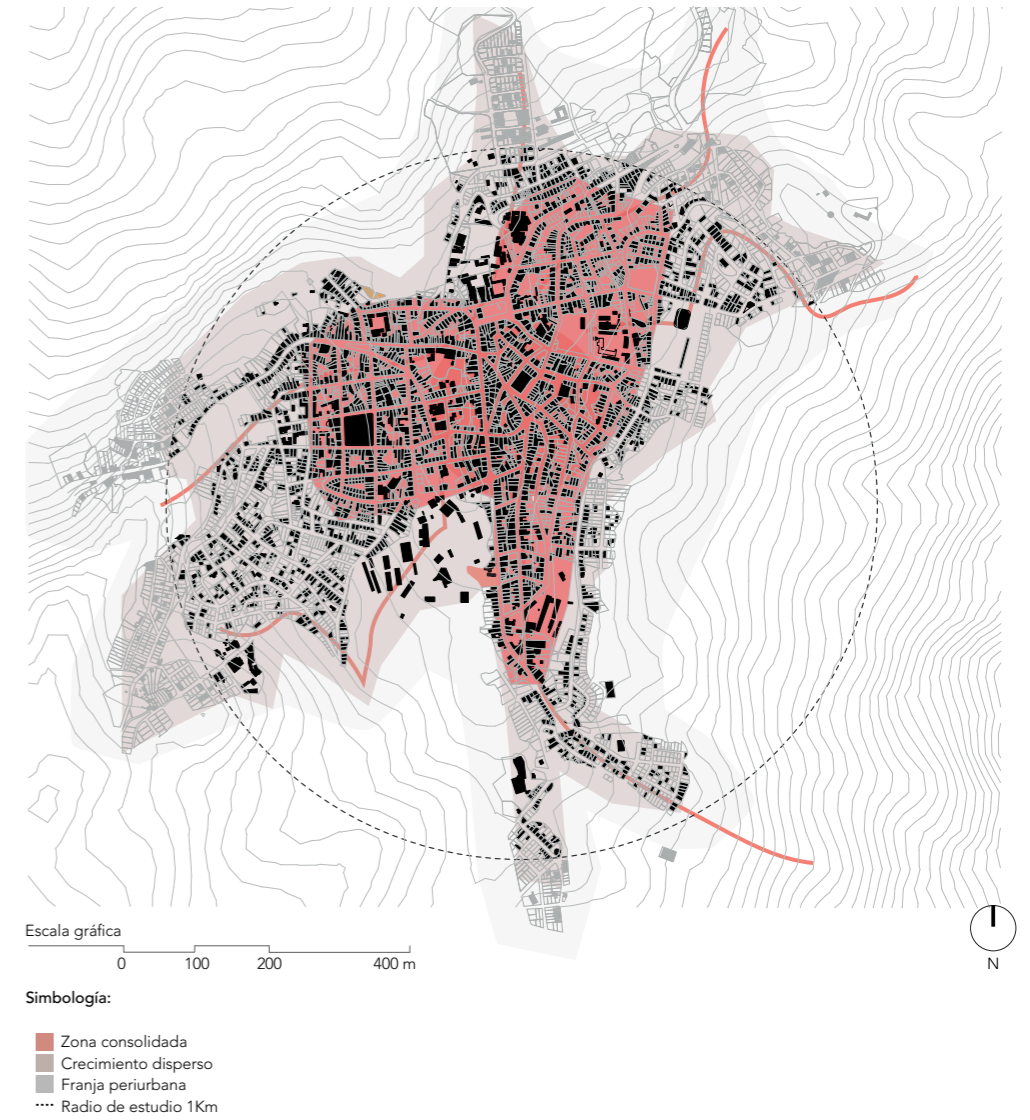 Escala gráfica
0 100 200 400 m
N
Simbología:
Zona consolidada
Crecimiento disperso
Franja periurbana
Radio de estudio 1Km